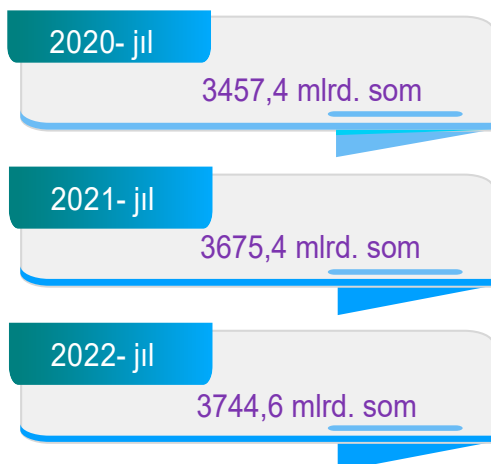 2020- jıl
3457,4 mlrd. som
2021- jıl
3675,4 mlrd. som
2022- jıl
3744,6 mlrd. som